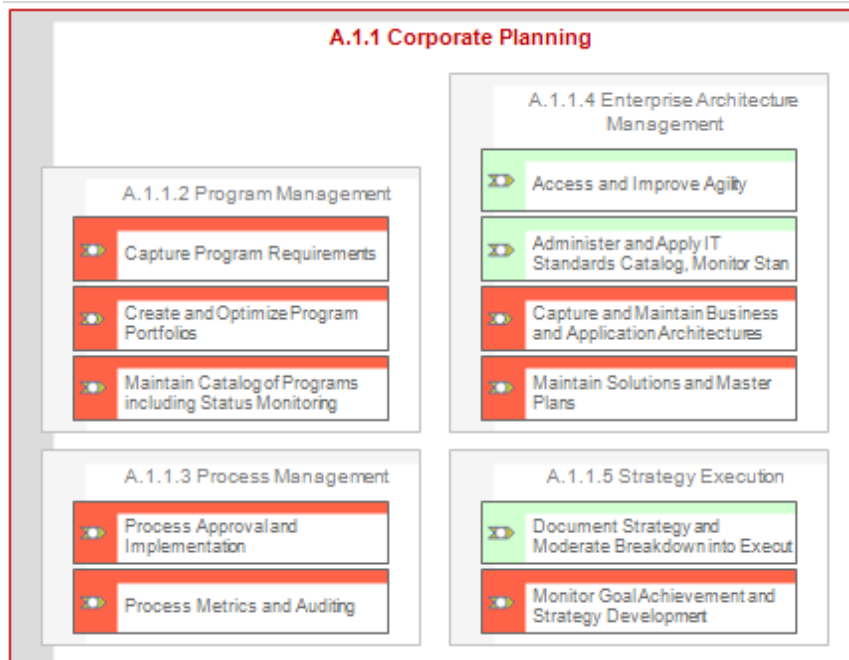 A.1.1 Corporate Planning
A.1.1.2 Program Management
Capture Program Requirements
Create and Optimize Program
Portfolios
Maintain Catalog of Programs
including Status Monitoring
A.1.1.3 Process Management
Process Approval and
Implementation
Process Metrics and Auditing
A.1.1.4 Enterprise Architecture
Management
Access and Improve Agility
Administer and Apply IT
Standards Catalog, Monitor Stan
Capture and Maintain Business
and Application Architectures
Maintain Solutions and Master
Plans
A.1.1.5 Strategy Execution
Document Strategy and
Moderate Breakdown into Execut
Monitor Goal Achievement and
Strategy Development